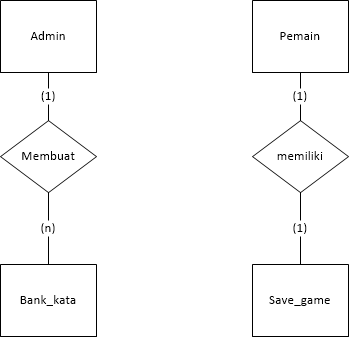 Admin
Pemain
(1)
(1)
Membuat
memiliki
(n)
(1)
Bank_kata
Save_game